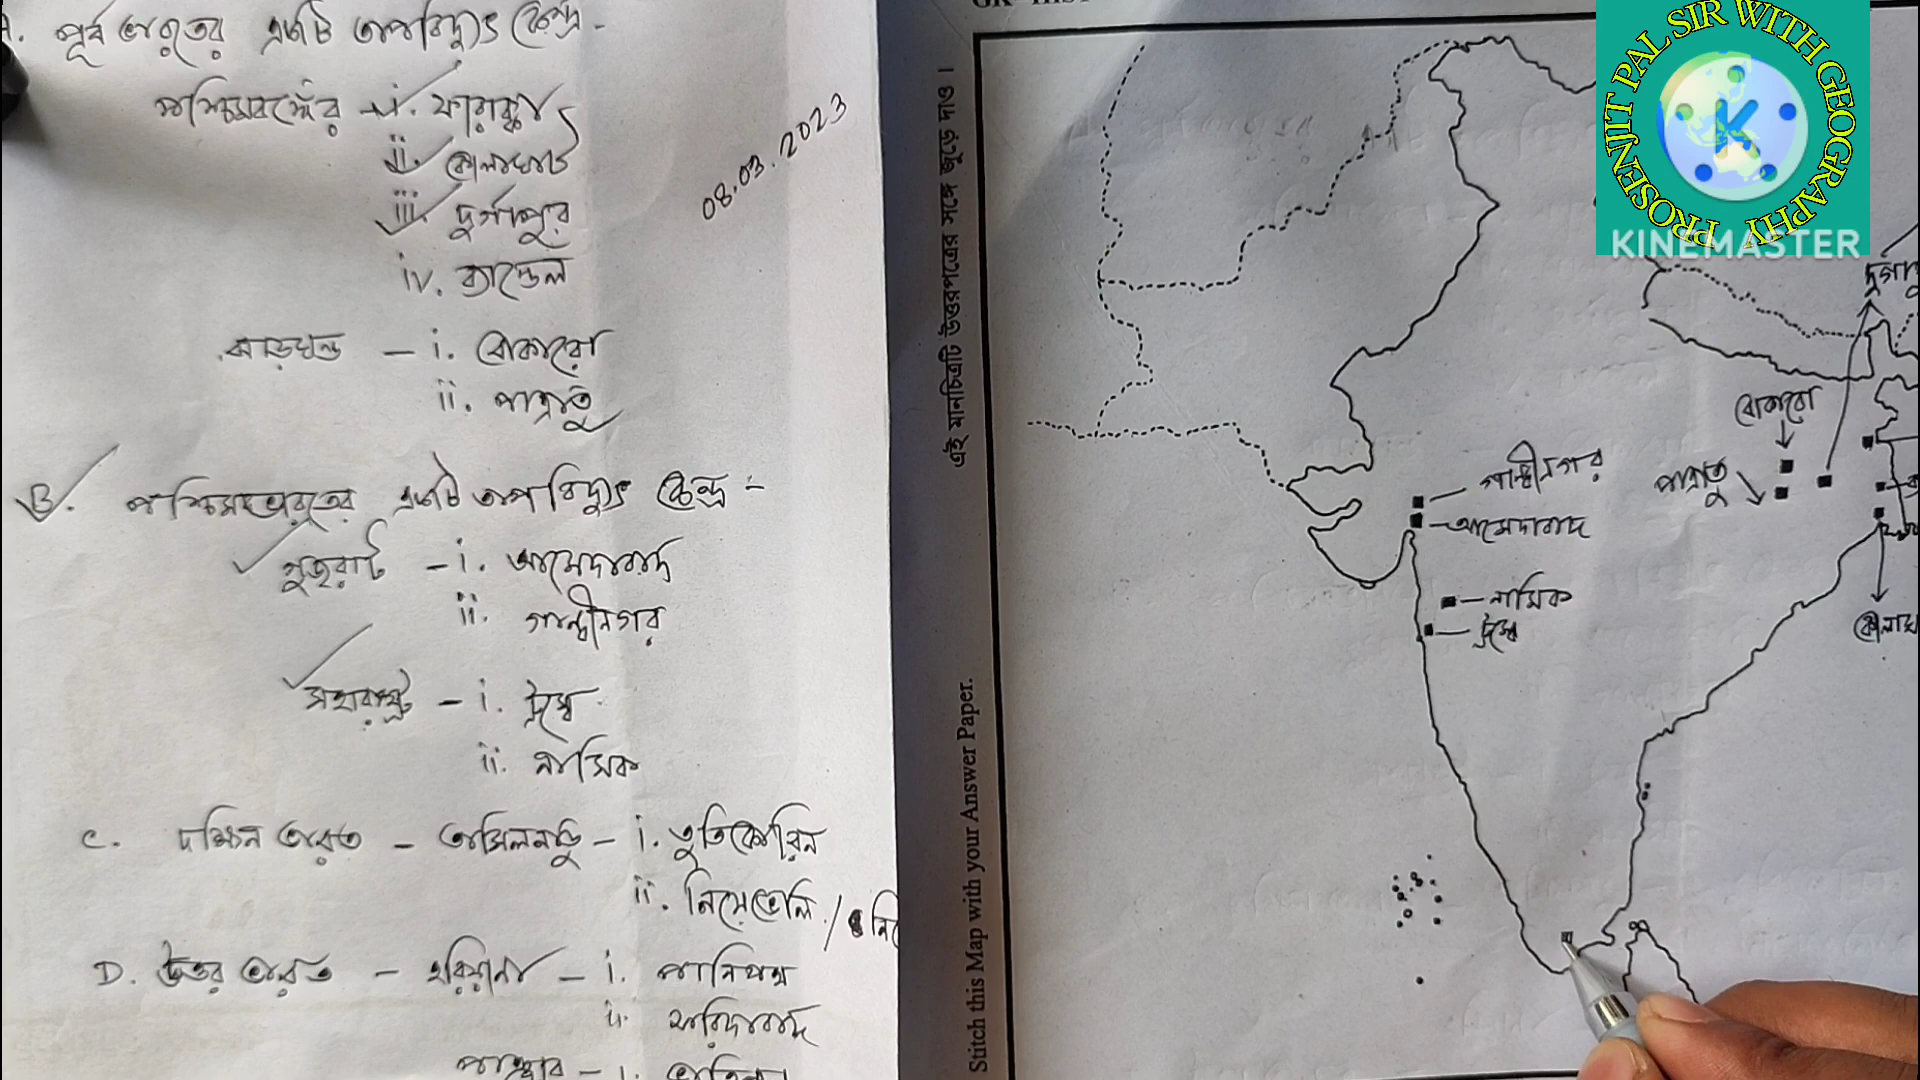 A. পূর্ব ভারতের একটি তাপবিদ্যুৎ কেন্দ্র -
পশ্চিমবঙ্গের - i. ফারাক্কা
ii. কোলাঘাট
iii. দুর্গাপুর
iv. ব্যান্ডেল
ঝাড়খন্ড - i. বোকারো
ii. পাত্রাতু
08.03.2023
B. পশ্চিমভারতের একটি তাপবিদ্যুৎ কেন্দ্র :-
গুজরাট - i. আমেদাবাদ
ii. গান্ধীনগর
মহারাষ্ট্র - i. ট্রম্বে
ii. নাসিক
C. দক্ষিন ভারত - তামিলনাড়ু - i. তুতিকোরিন
ii. নিয়েভেলি /
D. উত্তর ভারত - হরিয়ানা - i. পানিপথ
ii. ফরিদাবাদ
পাঞ্জাব - i.
এই মানচিত্রটি উত্তরপত্রের সঙ্গে জুড়ে দাও ।
Stitch this Map with your Answer Paper.
বোকারো
পাত্রাতু
গান্ধীনগর
আমেদাবাদ
নাসিক
ট্রম্বে
PROSENJIT PAL SIR WITH GEOGRAPHY
K
KINEMASTER